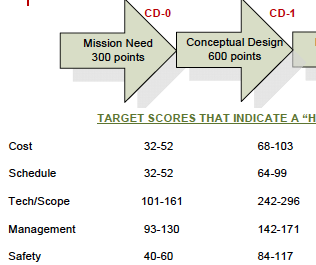 CD-0 CD-1
Mission Need Conceptual Design
300 points 600 points
TARGET SCORES THAT INDICATE A "H
Cost 32-52 68-103
Schedule 32-52 64-99
Tech/Scope 101-161 242-296
Management 93-130 142-171
Safety 40-60 84-117